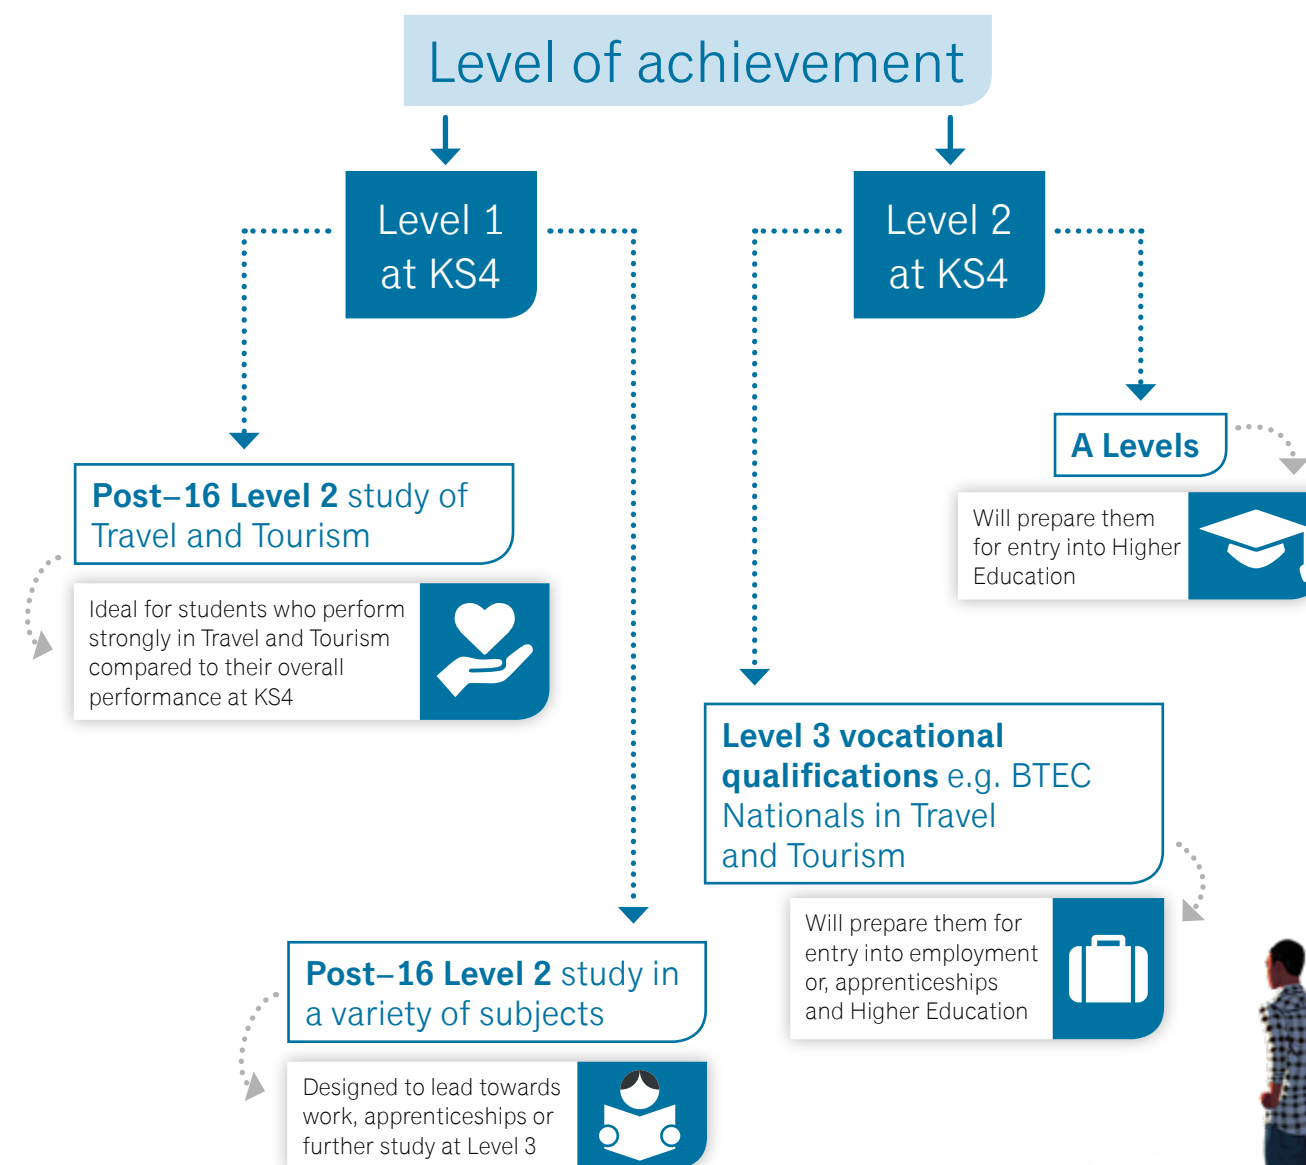 Level of achievement
Level 1
at KS4
Level 2
at KS4
A Levels
Will prepare them
for entry into Higher
Education
Post–16 Level 2 study of
Travel and Tourism
Ideal for students who perform
strongly in Travel and Tourism
compared to their overall
performance at KS4
Level 3 vocational
qualifications e.g. BTEC
Nationals in Travel
and Tourism
Will prepare them for
entry into employment
or, apprenticeships
and Higher Education
Post–16 Level 2 study in
a variety of subjects
Designed to lead towards
work, apprenticeships or
further study at Level 3